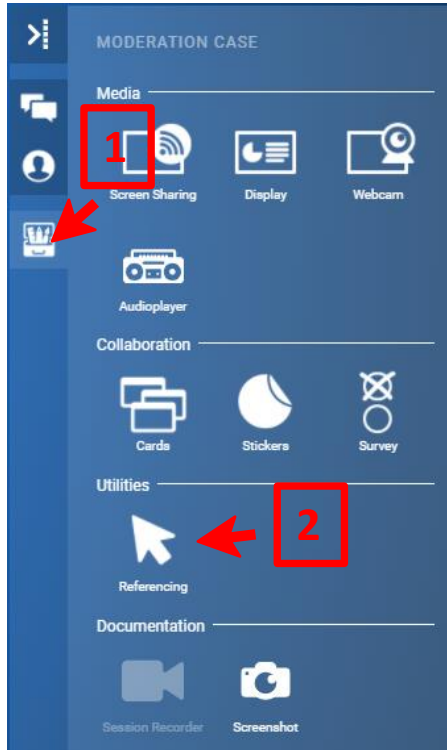 MODERATION CASE
Media
1
Screen Sharing Display Webcam
Audioplayer
Collaboration
Cards Stickers Survey
Utilities
2
Referencing
Documentation
Session Recorder Screenshot